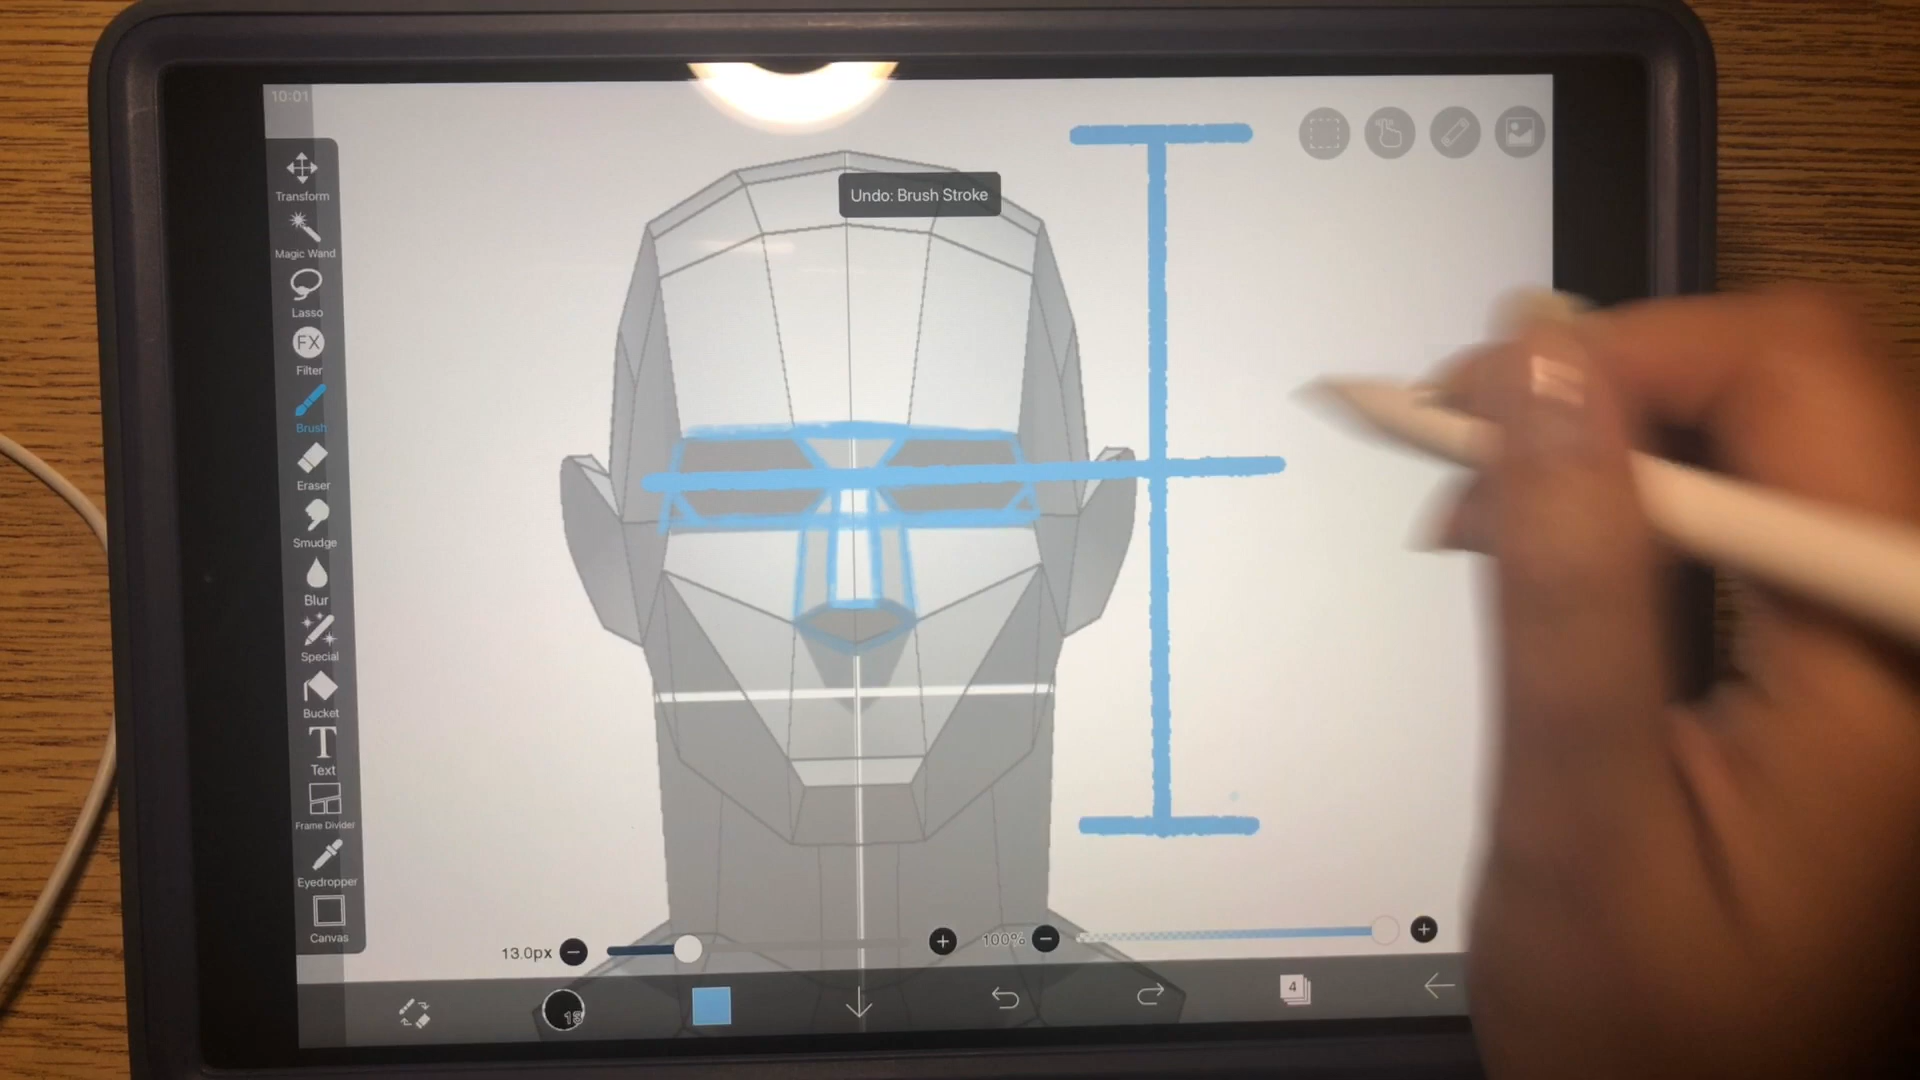 10:01
Undo: Brush Stroke
Transform
Magic Wand
Lasso
FX
Filter
Brush
Eraser
Smudge
Blur
Special
Bucket
T
Text
Frame Divider
Eyedropper
Canvas
13.0px
100%
13
4